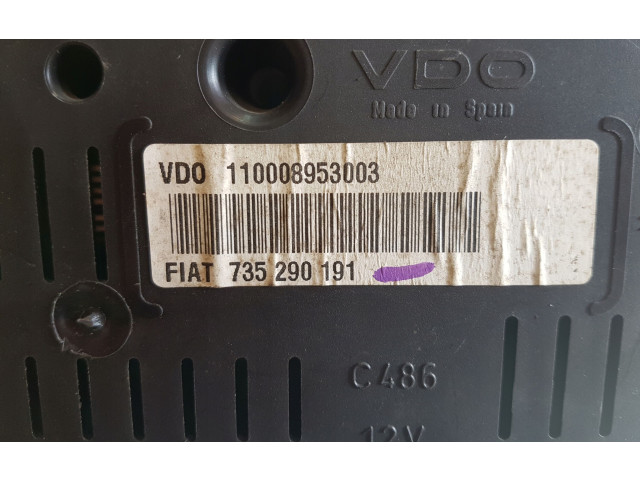 VDO
Made in Spain
VDO 110008953003
FIAT 735 290 191
C486
12V